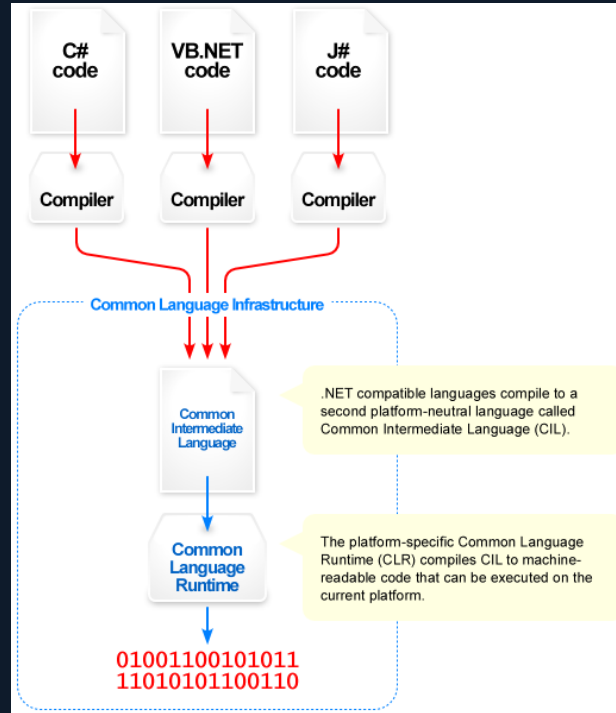 C#
code
VB.NET
code
J#
code
Compiler
Compiler
Compiler
Common Language Infrastructure
Common
Intermediate
Language
.NET compatible languages compile to a
second platform-neutral language called
Common Intermediate Language (CIL).
Common
Language
Runtime
The platform-specific Common Language
Runtime (CLR) compiles CIL to machine-
readable code that can be executed on the
current platform.
01001100101011
11010101100110